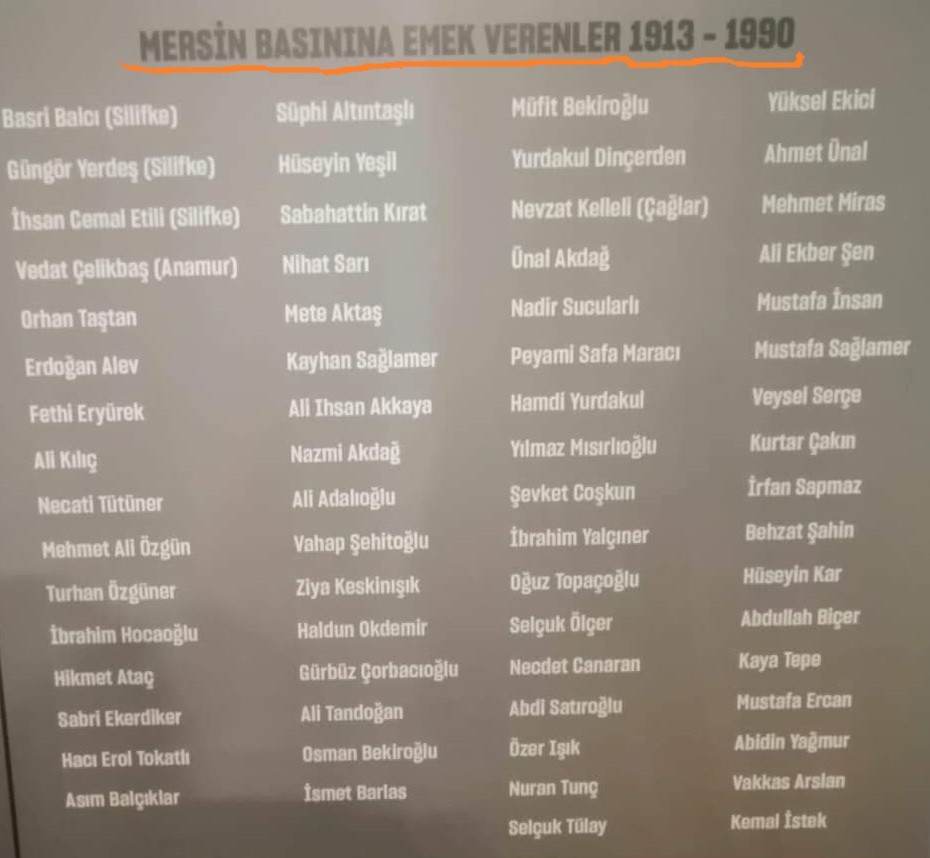 MERSİN BASININA EMEK VERENLER 1913 - 1990
Basri Balcı (Silifke)
Güngör Yerdeş (Silifke)
İhsan Cemal Etili (Silifke)
Vedat Çelikbaş (Anamur)
Orhan Taştan
Erdoğan Alev
Fethi Eryürek
Ali Kılıç
Necati Tütüner
Mehmet Ali Özgün
Turhan Özgüner
İbrahim Hocaoğlu
Hikmet Ataç
Sabri Ekerdiker
Hacı Erol Tokatlı
Asım Balçıklar
Süphi Altıntaşlı
Hüseyin Yeşil
Sabahattin Kırat
Nihat Sarı
Mete Aktaş
Kayhan Sağlamer
Ali Ihsan Akkaya
Nazmi Akdağ
Ali Adalıoğlu
Vahap Şehitoğlu
Ziya Keskinışık
Haldun Okdemir
Gürbüz Çorbacıoğlu
Ali Tandoğan
Osman Bekiroğlu
İsmet Barlas
Müfit Bekiroğlu
Yurdakul Dinçerden
Nevzat Kelleli (Çağlar)
Ünal Akdağ
Nadir Sucularlı
Peyami Safa Maracı
Hamdi Yurdakul
Yılmaz Mısırlıoğlu
Şevket Coşkun
İbrahim Yalçıner
Oğuz Topaçoğlu
Selçuk Ölçer
Necdet Canaran
Abdi Satıroğlu
Özer Işık
Nuran Tunç
Selçuk Tülay
Yüksel Ekici
Ahmet Ünal
Mehmet Miras
Ali Ekber Şen
Mustafa İnsan
Mustafa Sağlamer
Veysel Serçe
Kurtar Çakın
İrfan Sapmaz
Behzat Şahin
Hüseyin Kar
Abdullah Biçer
Kaya Tepe
Mustafa Ercan
Abidin Yağmur
Vakkas Arslan
Kemal İstek